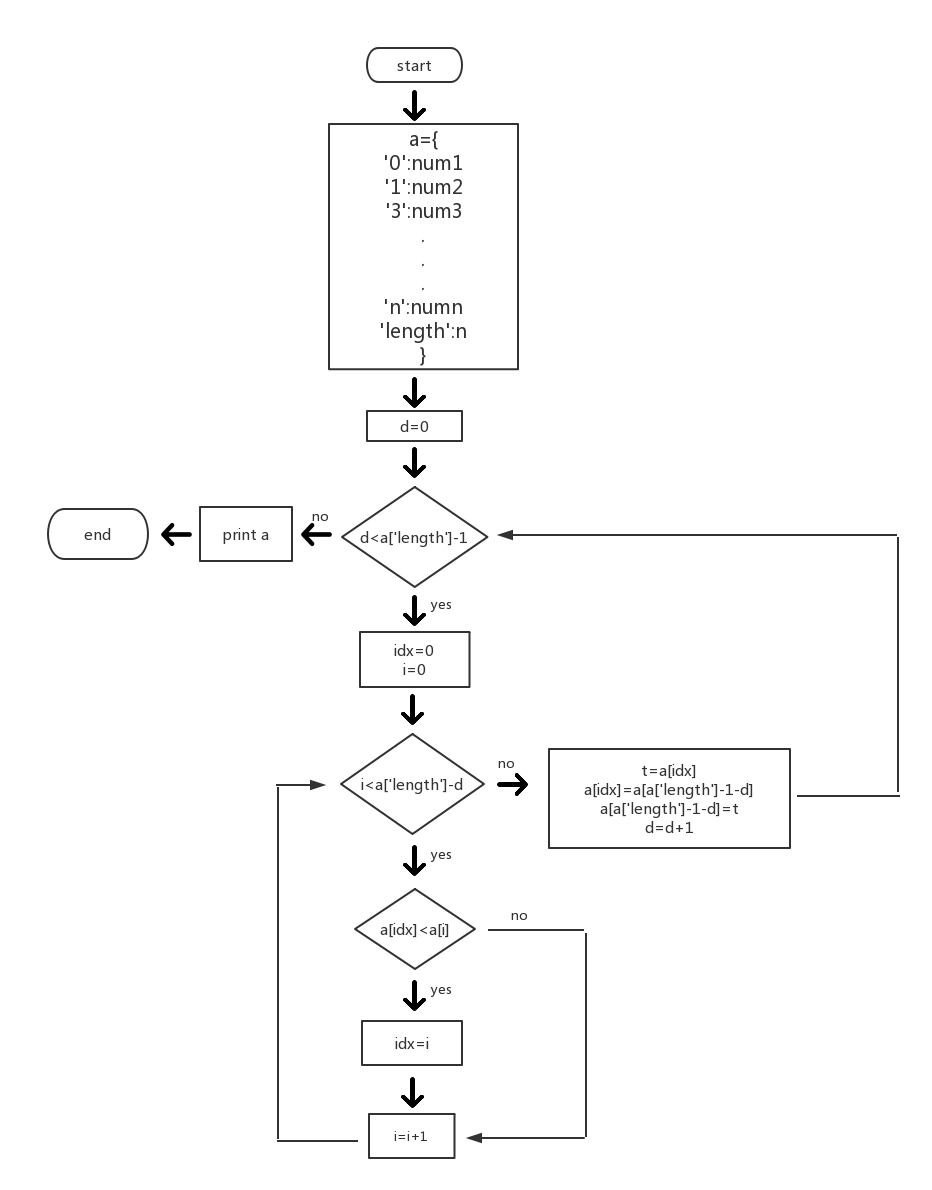 start
a={
'0':num1
'1':num2
'3':num3
.
.
.
'n':numn
'length':n
}
d=0
d<a['length']-1
no
print a
end
yes
idx=0
i=0
i<a['length']-d
no
t=a[idx]
a[idx]=a[a['length']-1-d]
a[a['length']-1-d]=t
d=d+1
yes
a[idx]<a[i]
no
yes
idx=i
i=i+1